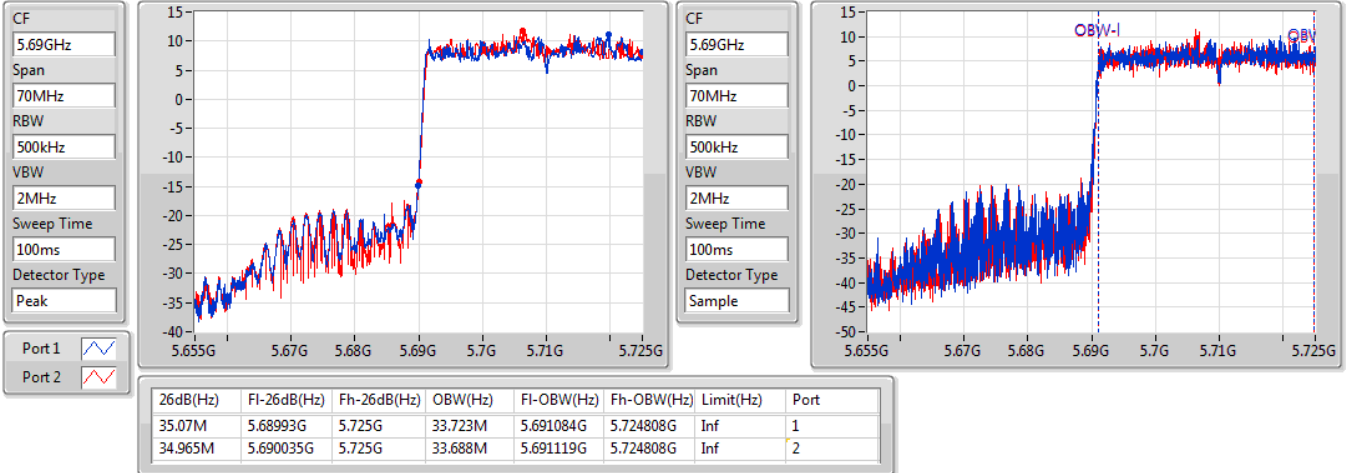 CF
5.69GHz
Span
70MHz
RBW
500kHz
VBW
2MHz
Sweep Time
100ms
Detector Type
Peak
Port 1
Port 2
15
10
5
0
-5
-10
-15
-20
-25
-30
-35
-40
5.655G 5.67G 5.68G 5.69G 5.7G 5.71G 5.725G
CF
5.69GHz
Span
70MHz
RBW
500kHz
VBW
2MHz
Sweep Time
100ms
Detector Type
Sample
15
10
5
0
-5
-10
-15
-20
-25
-30
-35
-40
-45
-50
OBW-l
OBW
5.655G 5.67G 5.68G 5.69G 5.7G 5.71G 5.725G
26dB(Hz) Fl-26dB(Hz) Fh-26dB(Hz) OBW(Hz) Fl-OBW(Hz) Fh-OBW(Hz) Limit(Hz) Port
35.07M 5.68993G 5.725G 33.723M 5.691084G 5.724808G Inf 1
34.965M 5.690035G 5.725G 33.688M 5.691119G 5.724808G Inf 2